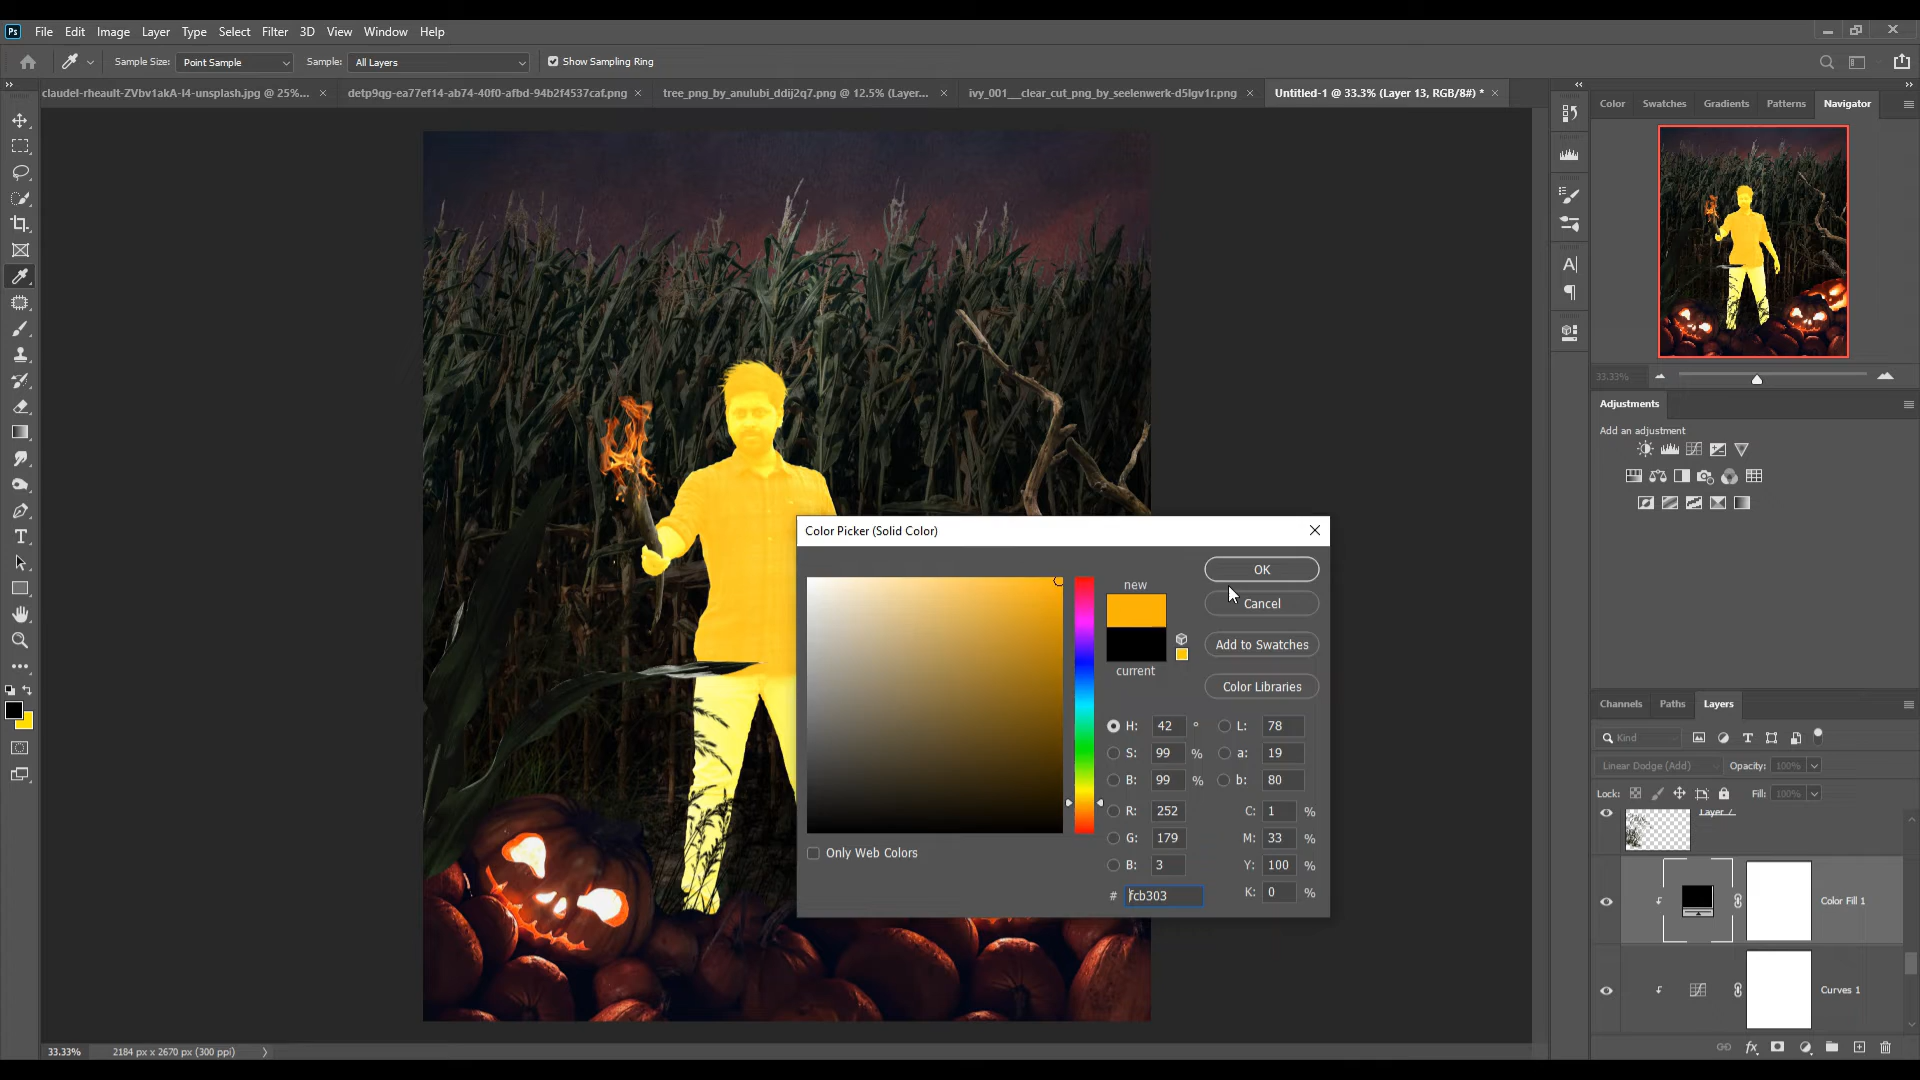 Ps File Edit Image Layer Type Select Filter 3D View Window Help
Sample Size: Point Sample Sample: All Layers Show Sampling Ring
claudel-rheault-ZVbv1akA-I4-unsplash.jpg @ 25%... × detp9qg-ea77ef14-ab74-40f0-afbd-94b2f4537caf.png × tree_png_by_anulubi_ddij2q7.png @ 12.5% (Layer... × ivy_001__clear_cut_png_by_seelenwerk-d5lgv1r.png × Untitled-1 @ 33.3% (Layer 13, RGB/8#) * ×
Color Swatches Gradients Patterns Navigator
33.33%
Adjustments
Add an adjustment
Color Picker (Solid Color)
new
current
OK
Cancel
Add to Swatches
Color Libraries
H: 42 ° L: 78
S: 99 % a: 19
B: 99 % b: 80
R: 252 C: 1 %
G: 179 M: 33 %
B: 3 Y: 100 %
# fcb303 K: 0 %
Only Web Colors
Channels Paths Layers
Kind
Linear Dodge (Add) Opacity: 100%
Lock: Fill: 100%
Layer 7
Color Fill 1
Curves 1
fx
33.33% 2184 px x 2670 px (300 ppi)